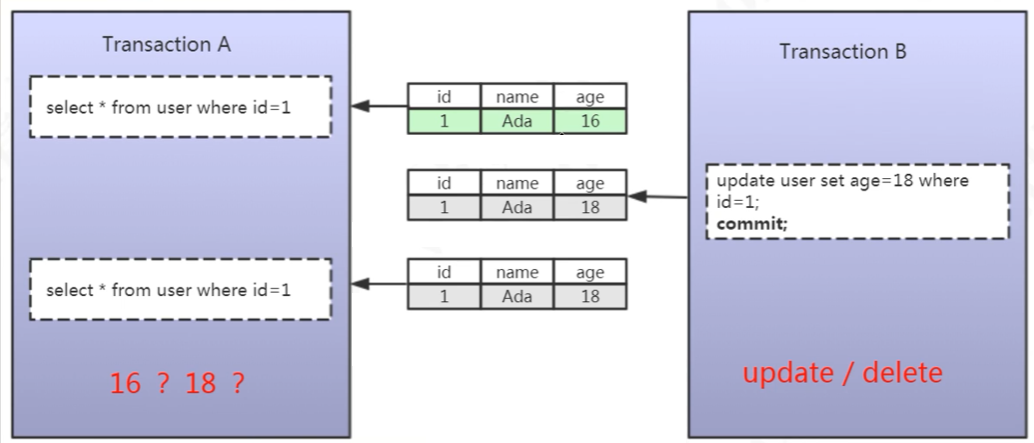 Transaction A
select * from user where id=1
id name age
1 Ada 16
Transaction B
id name age
1 Ada 18
update user set age=18 where
id=1;
commit;
select * from user where id=1
id name age
1 Ada 18
16 ? 18 ?
update / delete